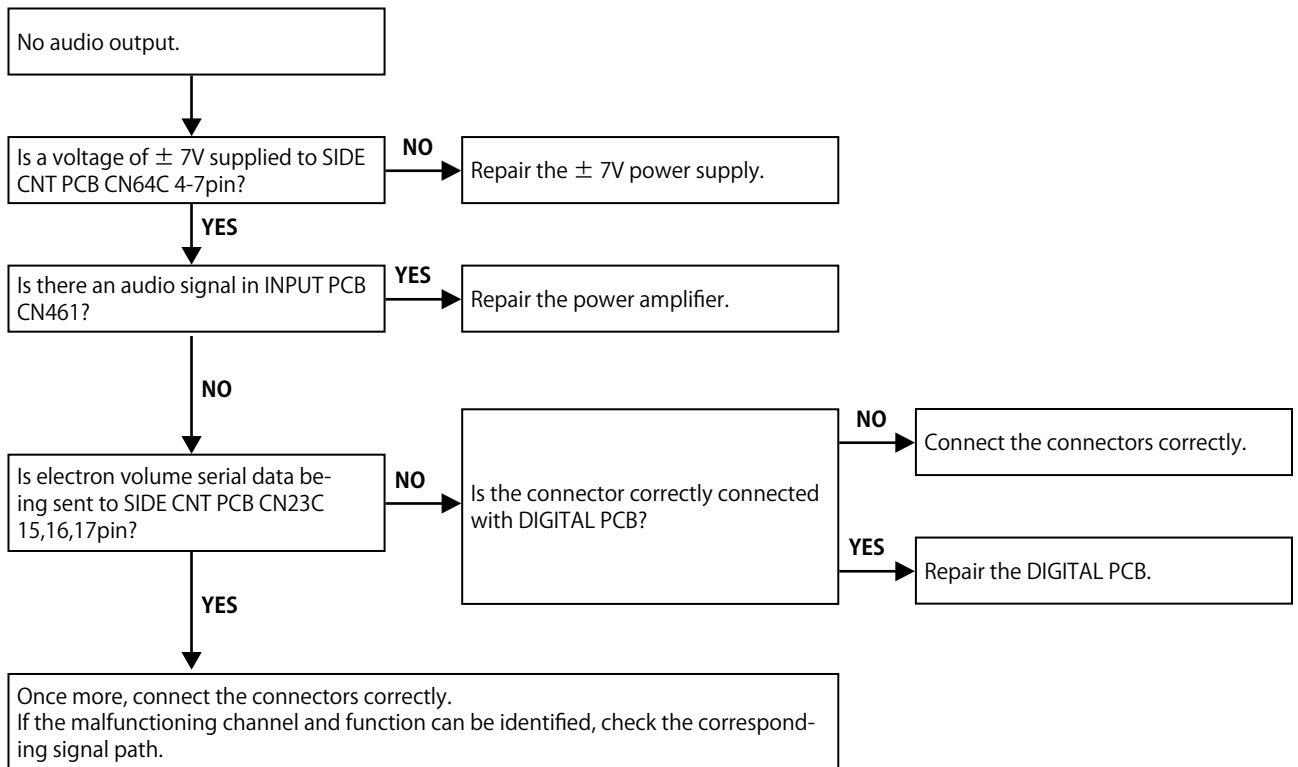 No audio output.
Is a voltage of ± 7V supplied to SIDE
CNT PCB CN64C 4-7pin?
NO
Repair the ± 7V power supply.
YES
Is there an audio signal in INPUT PCB
CN461?
YES
Repair the power amplifier.
NO
Is electron volume serial data be-
ing sent to SIDE CNT PCB CN23C
15,16,17pin?
NO
Is the connector correctly connected
with DIGITAL PCB?
NO
Connect the connectors correctly.
YES
Repair the DIGITAL PCB.
YES
Once more, connect the connectors correctly.
If the malfunctioning channel and function can be identified, check the correspond-
ing signal path.